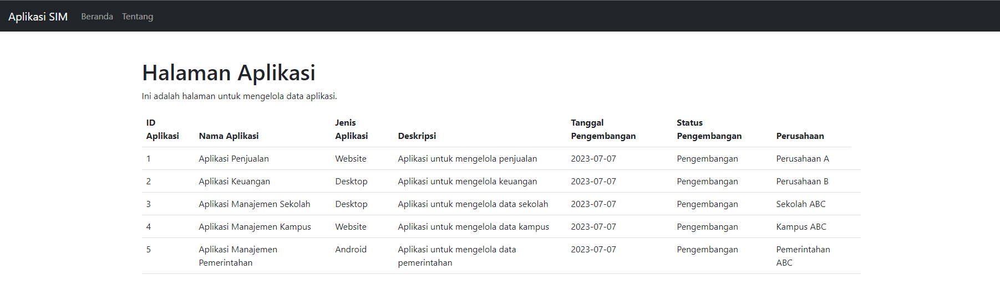 Aplikasi SIM Beranda Tentang
Halaman Aplikasi
Ini adalah halaman untuk mengelola data aplikasi.
ID Aplikasi Nama Aplikasi Jenis Aplikasi Deskripsi Tanggal Pengembangan Status Pengembangan Perusahaan
1 Aplikasi Penjualan Website Aplikasi untuk mengelola penjualan 2023-07-07 Pengembangan Perusahaan A
2 Aplikasi Keuangan Desktop Aplikasi untuk mengelola keuangan 2023-07-07 Pengembangan Perusahaan B
3 Aplikasi Manajemen Sekolah Desktop Aplikasi untuk mengelola data sekolah 2023-07-07 Pengembangan Sekolah ABC
4 Aplikasi Manajemen Kampus Website Aplikasi untuk mengelola data kampus 2023-07-07 Pengembangan Kampus ABC
5 Aplikasi Manajemen Pemerintahan Android Aplikasi untuk mengelola data pemerintahan 2023-07-07 Pengembangan Pemerintahan ABC